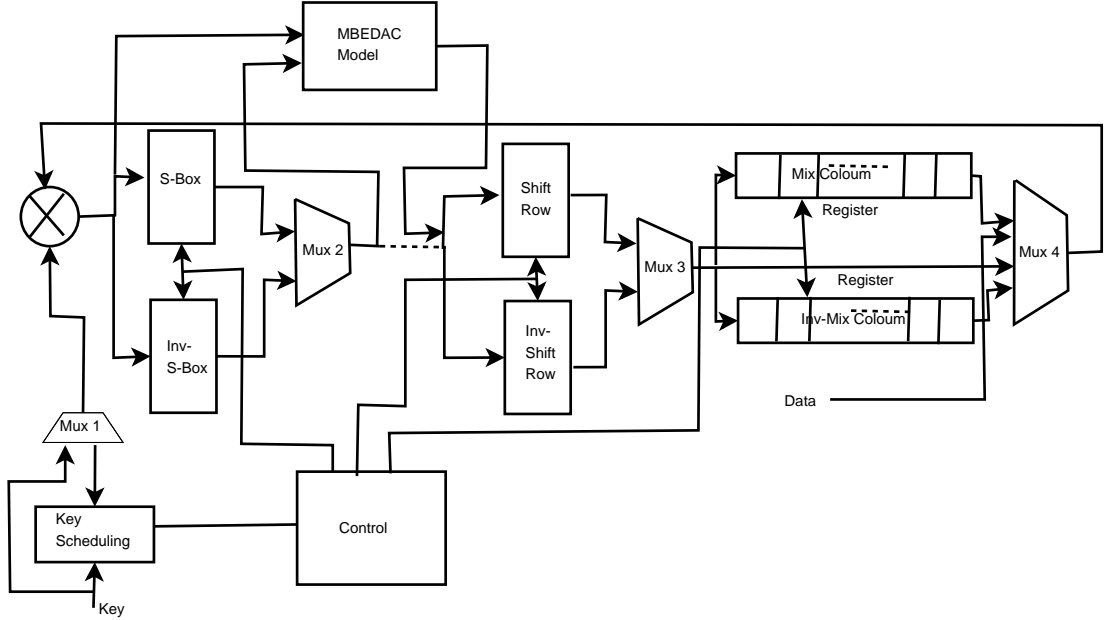 MBEDAC
Model
S-Box
Shift
Row
Mix Coloum
Register
Mux 2
Mux 3
Mux 4
Register
Inv-
S-Box
Inv-
Shift
Row
Inv-Mix Coloum
Data
Mux 1
Key
Scheduling
Control
Key